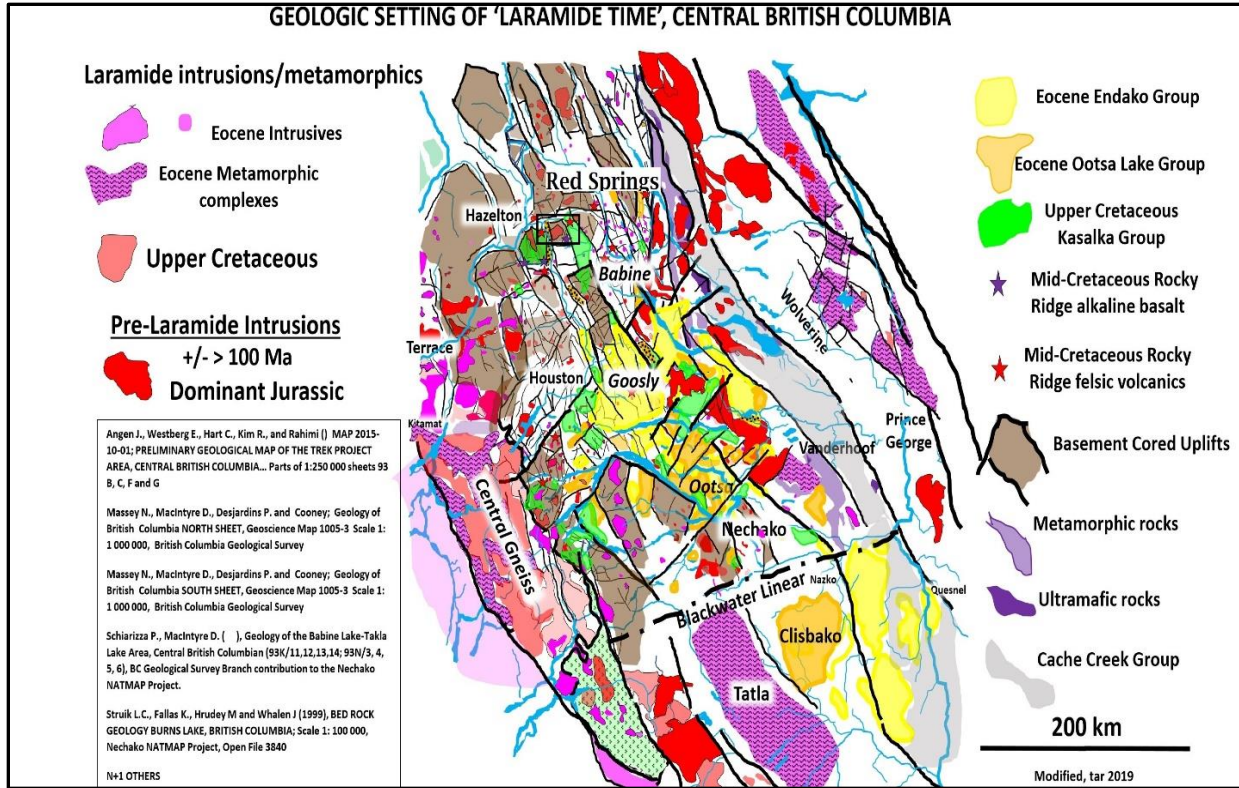 GEOLOGIC SETTING OF 'LARAMIDE TIME', CENTRAL BRITISH COLUMBIA
Laramide intrusions/metamorphics
Eocene Intrusives
Eocene Metamorphic
complexes
Upper Cretaceous
Pre-Laramide Intrusions
+/- > 100 Ma
Dominant Jurassic
Angen J., Westberg E., Hart C., Kim R., and Rahimi () MAP 2015-
10-01; PRELIMINARY GEOLOGICAL MAP OF THE TREK PROJECT
AREA, CENTRAL BRITISH COLUMBIA... Parts of 1:250 000 sheets 93
B, C, F and G
Massey N., MacIntyre D., Desjardins P. and Cooney; Geology of
British Columbia NORTH SHEET, Geoscience Map 1005-3 Scale 1:
1 000 000, British Columbia Geological Survey
Massey N., MacIntyre D., Desjardins P. and Cooney; Geology of
British Columbia SOUTH SHEET, Geoscience Map 1005-3 Scale 1:
1 000 000, British Columbia Geological Survey
Schiarizza P., MacIntyre D. ( ), Geology of the Babine Lake-Takla
Lake Area, Central British Columbian (93K/11,12,13,14; 93N/3, 4,
5, 6), BC Geological Survey Branch contribution to the Nechako
NATMAP Project.
Struik L.C., Fallas K., Hrudey M and Whalen J (1999), BED ROCK
GEOLOGY BURNS LAKE, BRITISH COLUMBIA; Scale 1: 100 000,
Nechako NATMAP Project, Open File 3840
N+1 OTHERS
Red Springs
Hazelton
Babine
Wolverine
Terrace
Houston
Goosly
Kitamat
Prince
George
Vanderhoof
Central Gneiss
Ootsa
Nechako
Blackwater Linear
Nazko
Quesnel
Clisbako
Tatla
Eocene Endako Group
Eocene Ootsa Lake Group
Upper Cretaceous
Kasalka Group
Mid-Cretaceous Rocky
Ridge alkaline basalt
Mid-Cretaceous Rocky
Ridge felsic volcanics
Basement Cored Uplifts
Metamorphic rocks
Ultramafic rocks
Cache Creek Group
200 km
Modified, tar 2019